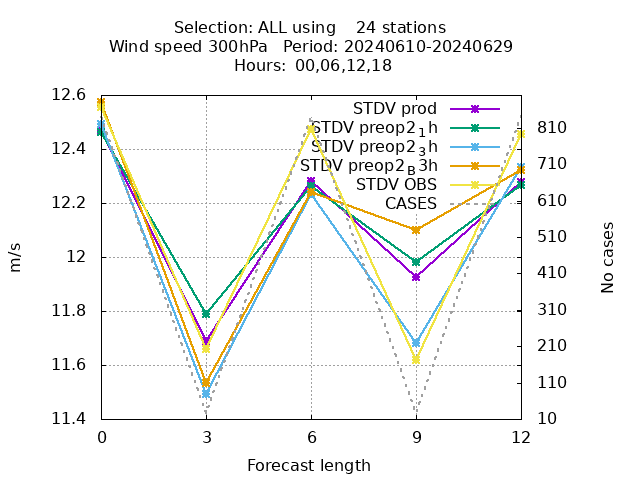 Selection: ALL using    24 stations
Wind speed 300hPa   Period: 20240610-20240629
Hours: 00,06,12,18
12.6
12.4
12.2
12
11.8
11.6
11.4
m/s
STDV prod
STDV preop2₁h
STDV preop2₃h
STDV preop2_B3h
STDV OBS
CASES
810
710
610
510
410
310
210
110
10
No cases
0 3 6 9 12
Forecast length